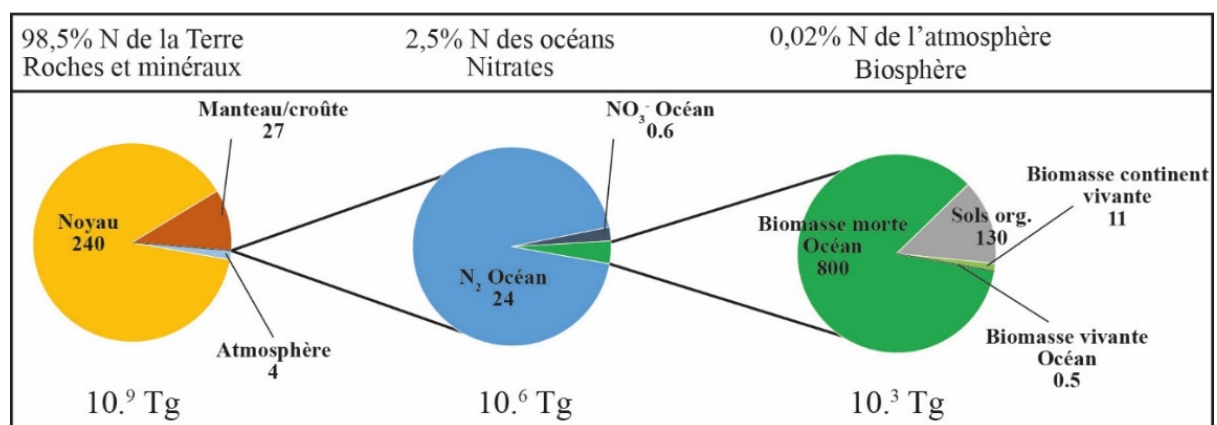 98,5% N de la Terre
Roches et minéraux
2,5% N des océans
Nitrates
0,02% N de l’atmosphère
Biosphère
Manteau/croûte
27
Noyau
240
Atmosphère
4
10.⁹ Tg
NO₃⁻ Océan
0.6
N₂ Océan
24
10.⁶ Tg
Biomasse continent
vivante
11
Sols org.
130
Biomasse morte
Océan
800
Biomasse vivante
Océan
0.5
10.³ Tg